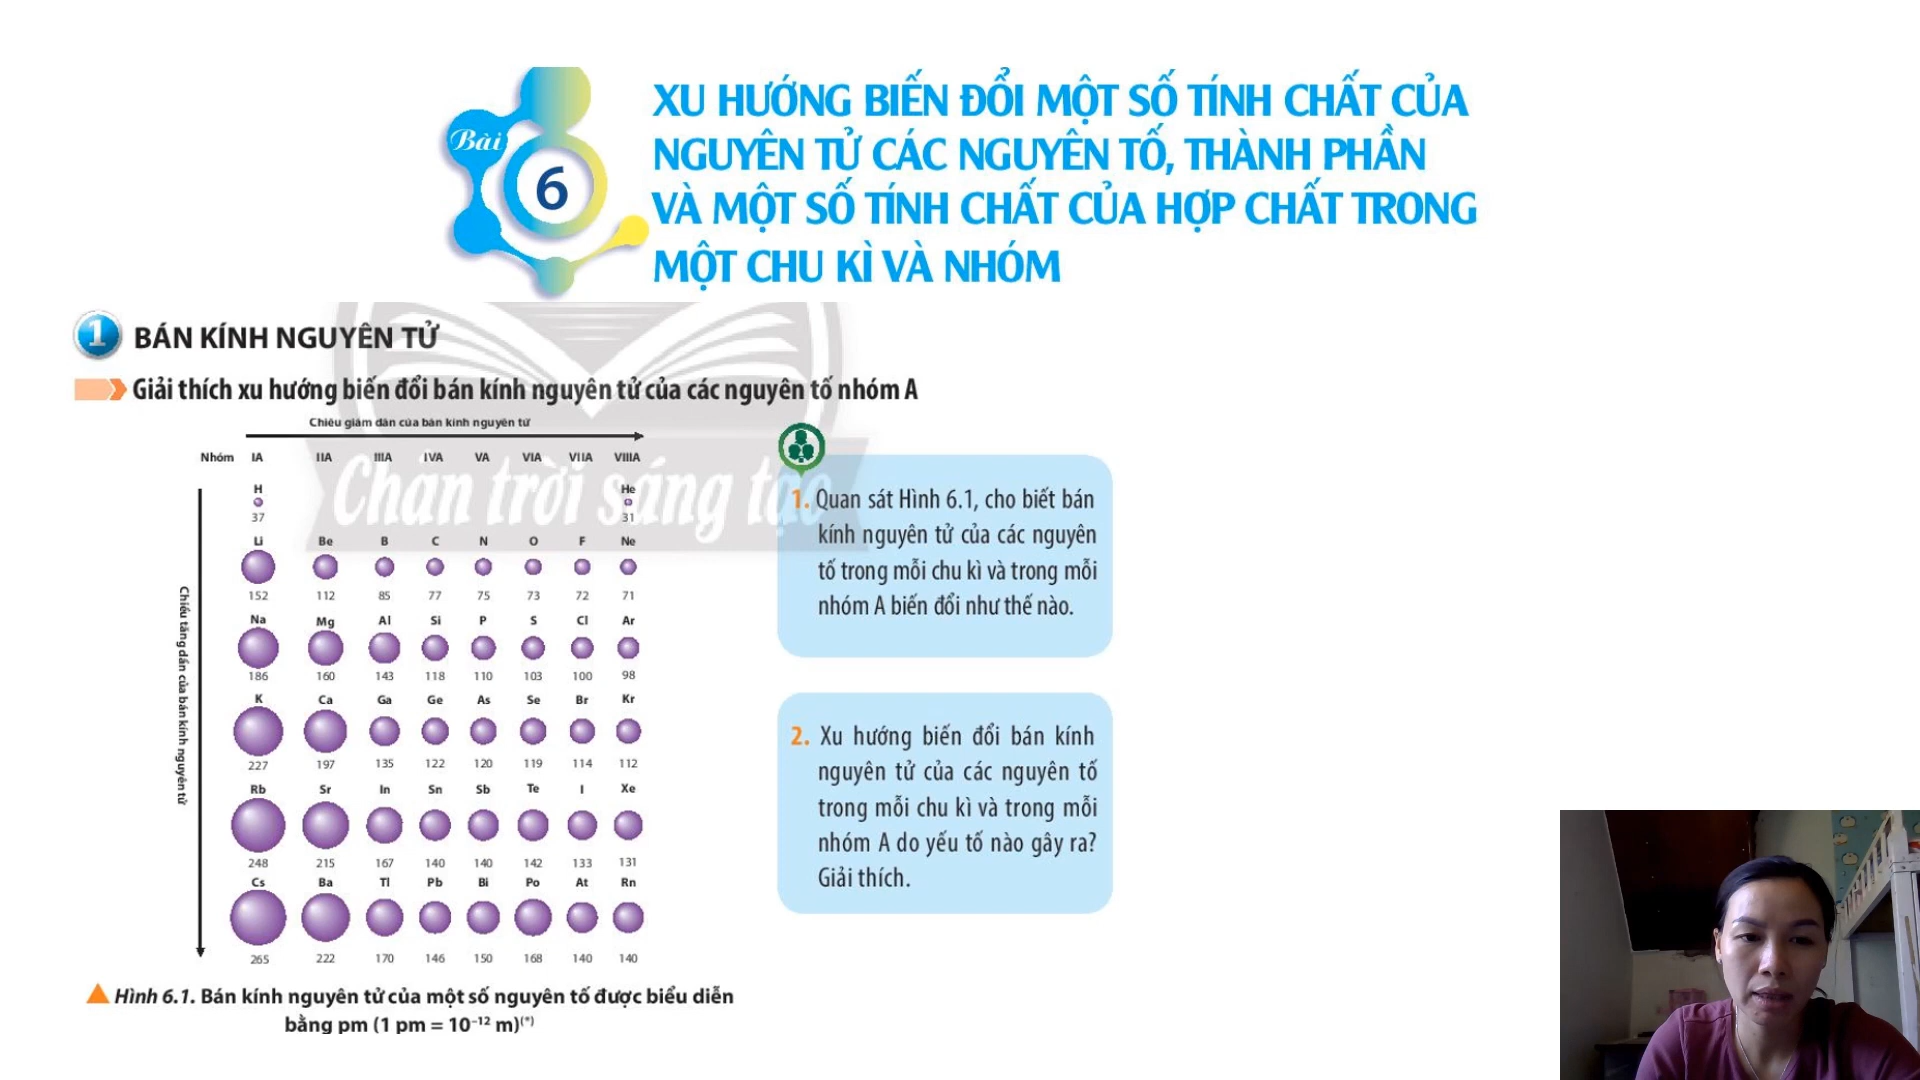 Bài
6
XU HƯỚNG BIẾN ĐỔI MỘT SỐ TÍNH CHẤT CỦA
NGUYÊN TỬ CÁC NGUYÊN TỐ, THÀNH PHẦN
VÀ MỘT SỐ TÍNH CHẤT CỦA HỢP CHẤT TRONG
MỘT CHU KÌ VÀ NHÓM
1 BÁN KÍNH NGUYÊN TỬ
Giải thích xu hướng biến đổi bán kính nguyên tử của các nguyên tố nhóm A
Chiều giảm dần của bán kính nguyên tử
Nhóm IA IIA IIIA IVA VA VIA VIIA VIIIA
Chân trời sáng tạo
H He
37 31
Li Be B C N O F Ne
152 112 85 77 75 73 72 71
Na Mg Al Si P S Cl Ar
186 160 143 118 110 103 100 98
K Ca Ga Ge As Se Br Kr
227 197 135 122 120 119 114 112
Rb Sr In Sn Sb Te I Xe
248 215 167 140 140 142 133 131
Cs Ba Tl Pb Bi Po At Rn
265 222 170 146 150 168 140 140
Chiều tăng dần của bán kính nguyên tử
Hình 6.1. Bán kính nguyên tử của một số nguyên tố được biểu diễn
bằng pm (1 pm = 10⁻¹² m)(*)
1. Quan sát Hình 6.1, cho biết bán
kính nguyên tử của các nguyên
tố trong mỗi chu kì và trong mỗi
nhóm A biến đổi như thế nào.
2. Xu hướng biến đổi bán kính
nguyên tử của các nguyên tố
trong mỗi chu kì và trong mỗi
nhóm A do yếu tố nào gây ra?
Giải thích.